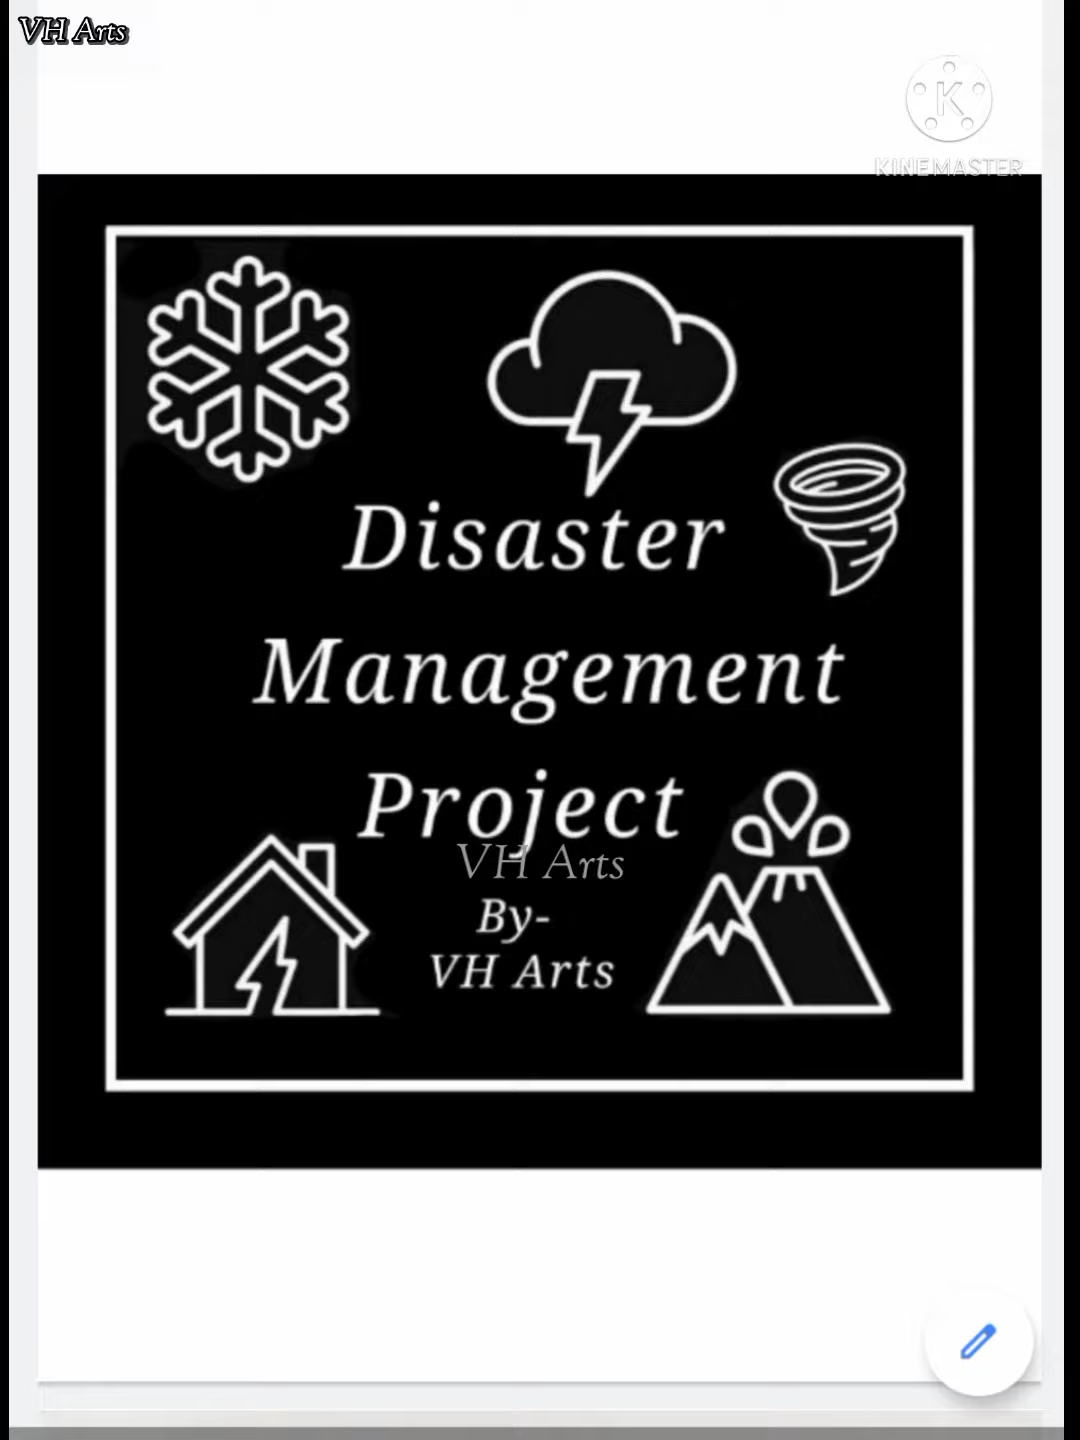 VH Arts
K
KINEMASTER
Disaster
Management
Project
VH Arts
By-
VH Arts